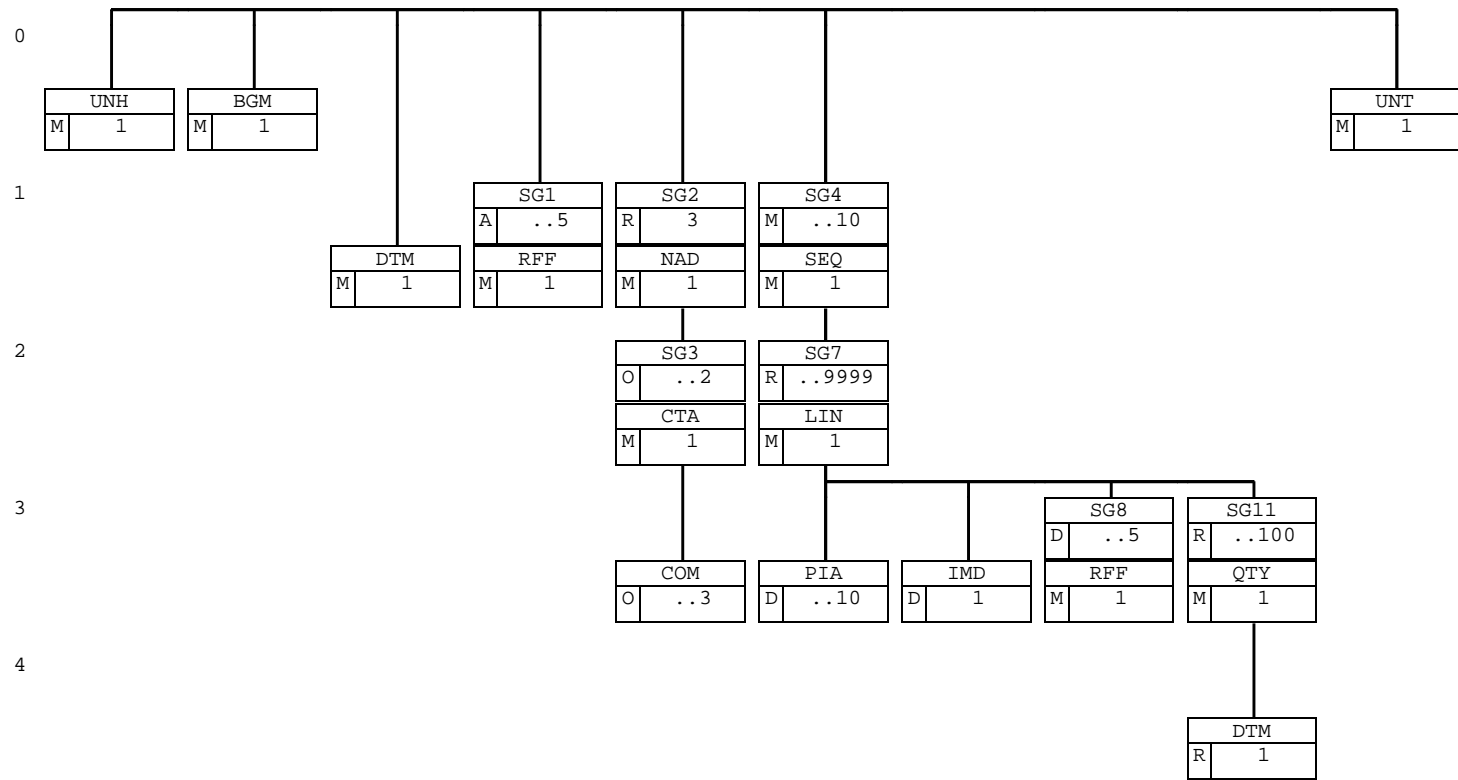 0
UNH BGM UNT
M 1 M 1 M 1
1
SG1 SG2 SG4
A ..5 R 3 M ..10
DTM RFF NAD SEQ
M 1 M 1 M 1 M 1
2
SG3 SG7
O ..2 R ..9999
CTA LIN
M 1 M 1
3
SG8 SG11
D ..5 R ..100
COM PIA IMD RFF QTY
O ..3 D ..10 D 1 M 1 M 1
4
DTM
R 1